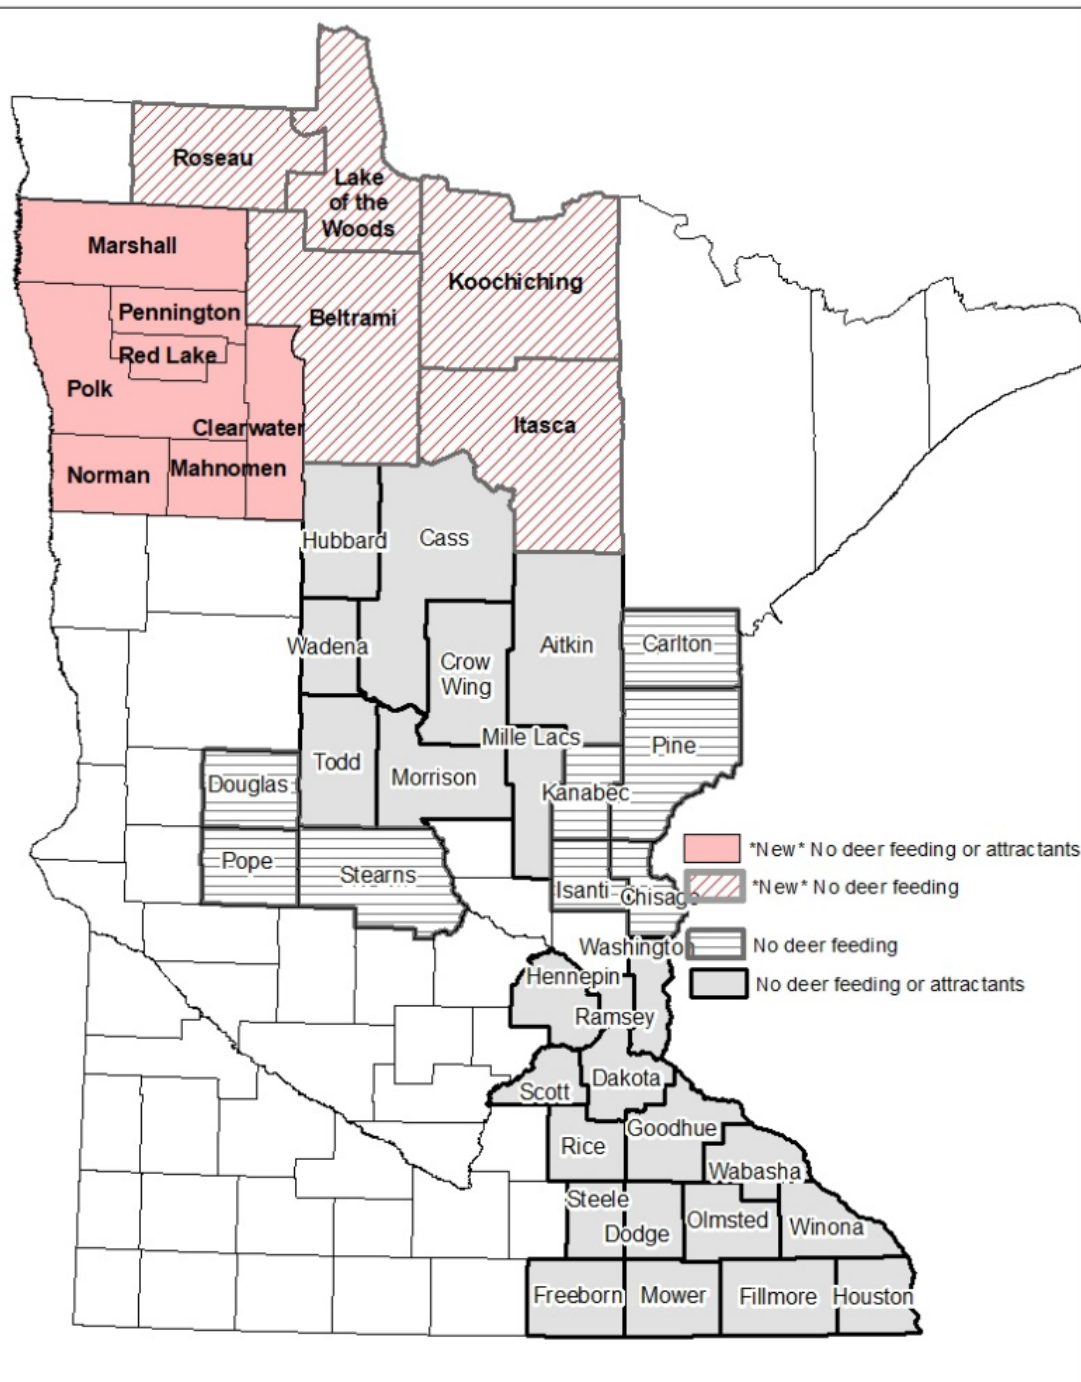 Roseau
Lake
of the
Woods
Marshall
Koochiching
Pennington
Beltrami
Red Lake
Polk
Itasca
Clearwater
Norman
Mahnomen
Hubbard
Cass
Wadena
Aitkin
Carlton
Crow
Wing
Mille Lacs
Pine
Todd
Morrison
Douglas
Kanabec
Pope
Stearns
*New* No deer feeding or attractants
Isanti
Chisago
*New* No deer feeding
Washington
No deer feeding
Hennepin
No deer feeding or attractants
Ramsey
Scott
Dakota
Goodhue
Rice
Wabasha
Steele
Dodge
Olmsted
Winona
Freeborn
Mower
Fillmore
Houston